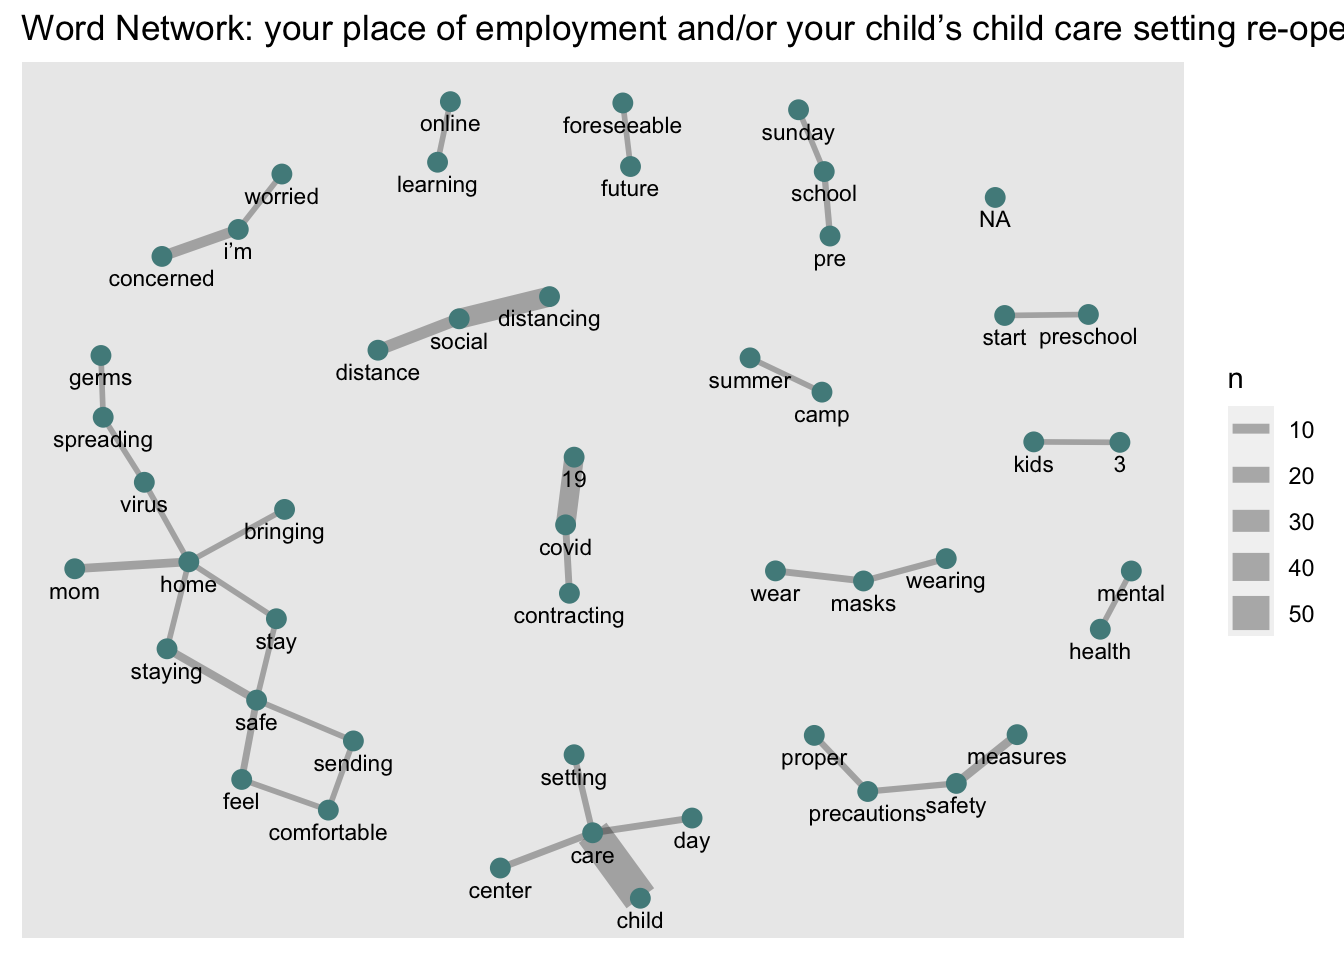 Word Network: your place of employment and/or your child’s child care setting re-ope
online
foreseeable
sunday
learning
future
school
worried
NA
i’m
pre
concerned
distancing
social
distance
start
preschool
germs
summer
camp
spreading
kids
3
19
virus
bringing
covid
home
mom
wear
masks
wearing
mental
contracting
stay
health
staying
safe
sending
feel
comfortable
setting
proper
measures
precautions
safety
day
care
center
child
n
10
20
30
40
50